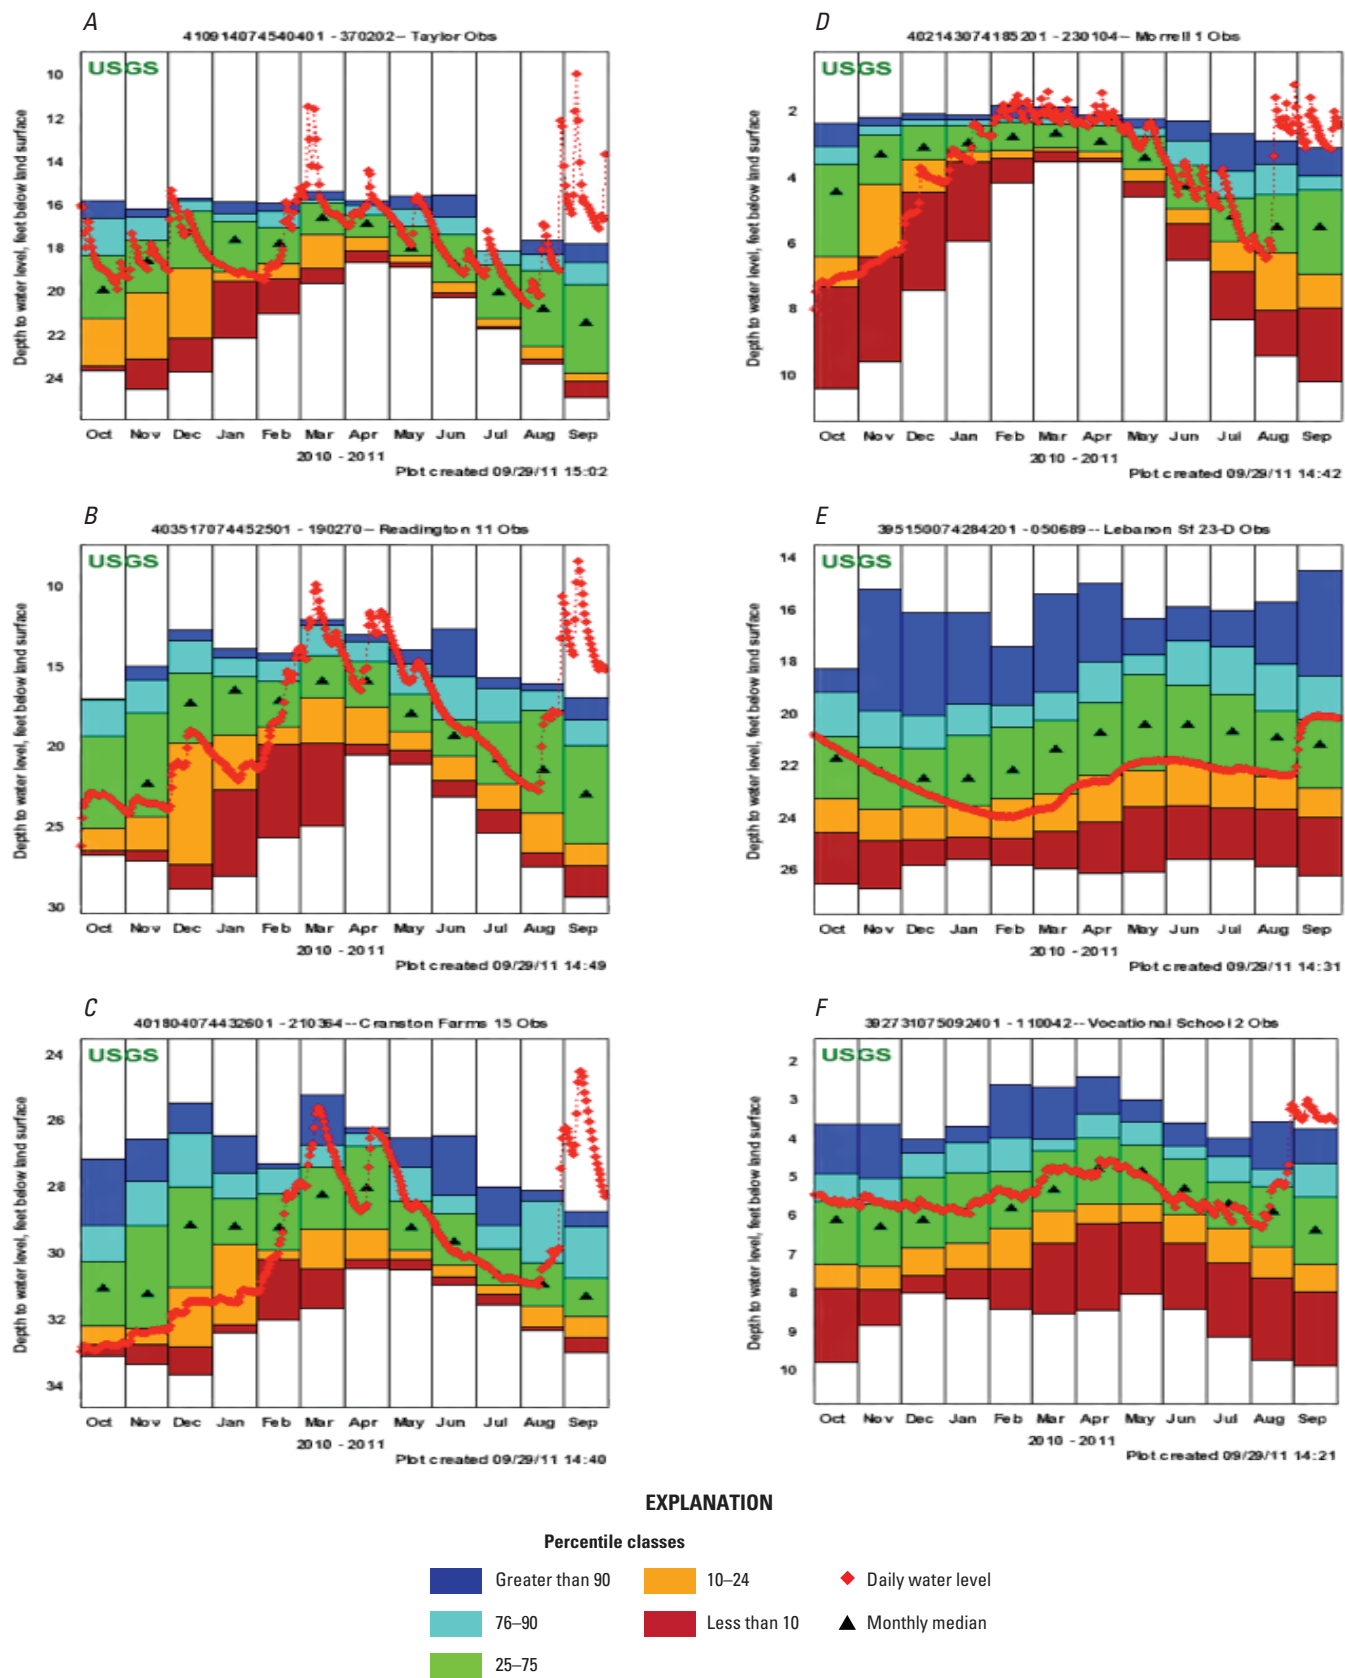 A
410914074540401 - 370202-- Taylor Obs
USGS
Depth to water level, feet below land surface
10
12
14
16
18
20
22
24
Oct Nov Dec Jan Feb Mar Apr May Jun Jul Aug Sep
2010 - 2011
Plot created 09/29/11 15:02
D
402143074185201 - 230104-- Morrell 1 Obs
USGS
Depth to water level, feet below land surface
2
4
6
8
10
Oct Nov Dec Jan Feb Mar Apr May Jun Jul Aug Sep
2010 - 2011
Plot created 09/29/11 14:42
B
403517074452501 - 190270-- Readington 11 Obs
USGS
Depth to water level, feet below land surface
10
15
20
25
30
Oct Nov Dec Jan Feb Mar Apr May Jun Jul Aug Sep
2010 - 2011
Plot created 09/29/11 14:49
E
395150074284201 - 050689-- Lebanon Sf 23-D Obs
USGS
Depth to water level, feet below land surface
14
16
18
20
22
24
26
Oct Nov Dec Jan Feb Mar Apr May Jun Jul Aug Sep
2010 - 2011
Plot created 09/29/11 14:31
C
401804074432601 - 210364-- Cranston Farms 15 Obs
USGS
Depth to water level, feet below land surface
24
26
28
30
32
34
Oct Nov Dec Jan Feb Mar Apr May Jun Jul Aug Sep
2010 - 2011
Plot created 09/29/11 14:40
F
392731075092401 - 110042-- Vocational School 2 Obs
USGS
Depth to water level, feet below land surface
2
3
4
5
6
7
8
9
10
Oct Nov Dec Jan Feb Mar Apr May Jun Jul Aug Sep
2010 - 2011
Plot created 09/29/11 14:21
EXPLANATION
Percentile classes
Greater than 90
76–90
25–75
10–24
Less than 10
Daily water level
Monthly median